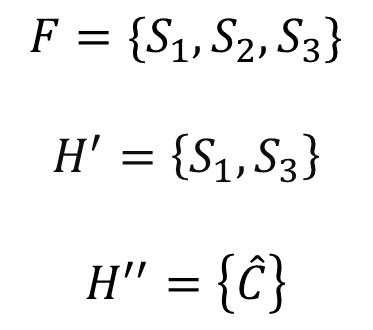 F = {S₁, S₂, S₃}
H′ = {S₁, S₃}
H″ = {Ĉ}